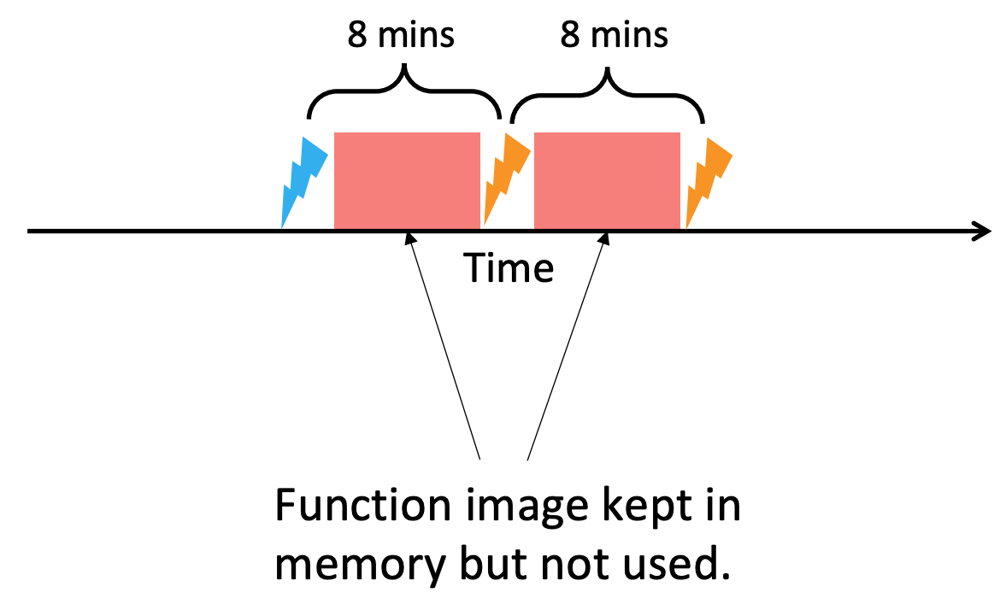 8 mins
8 mins
Time
Function image kept in
memory but not used.